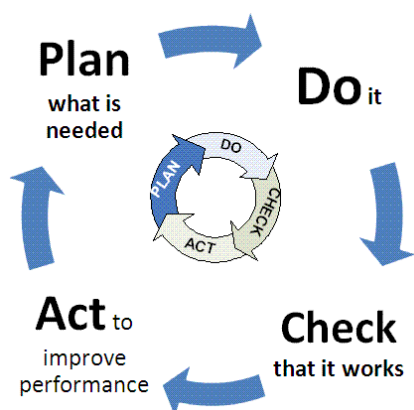 Plan
what is
needed
Do it
Check
that it works
Act to
improve
performance
PLAN
DO
CHECK
ACT